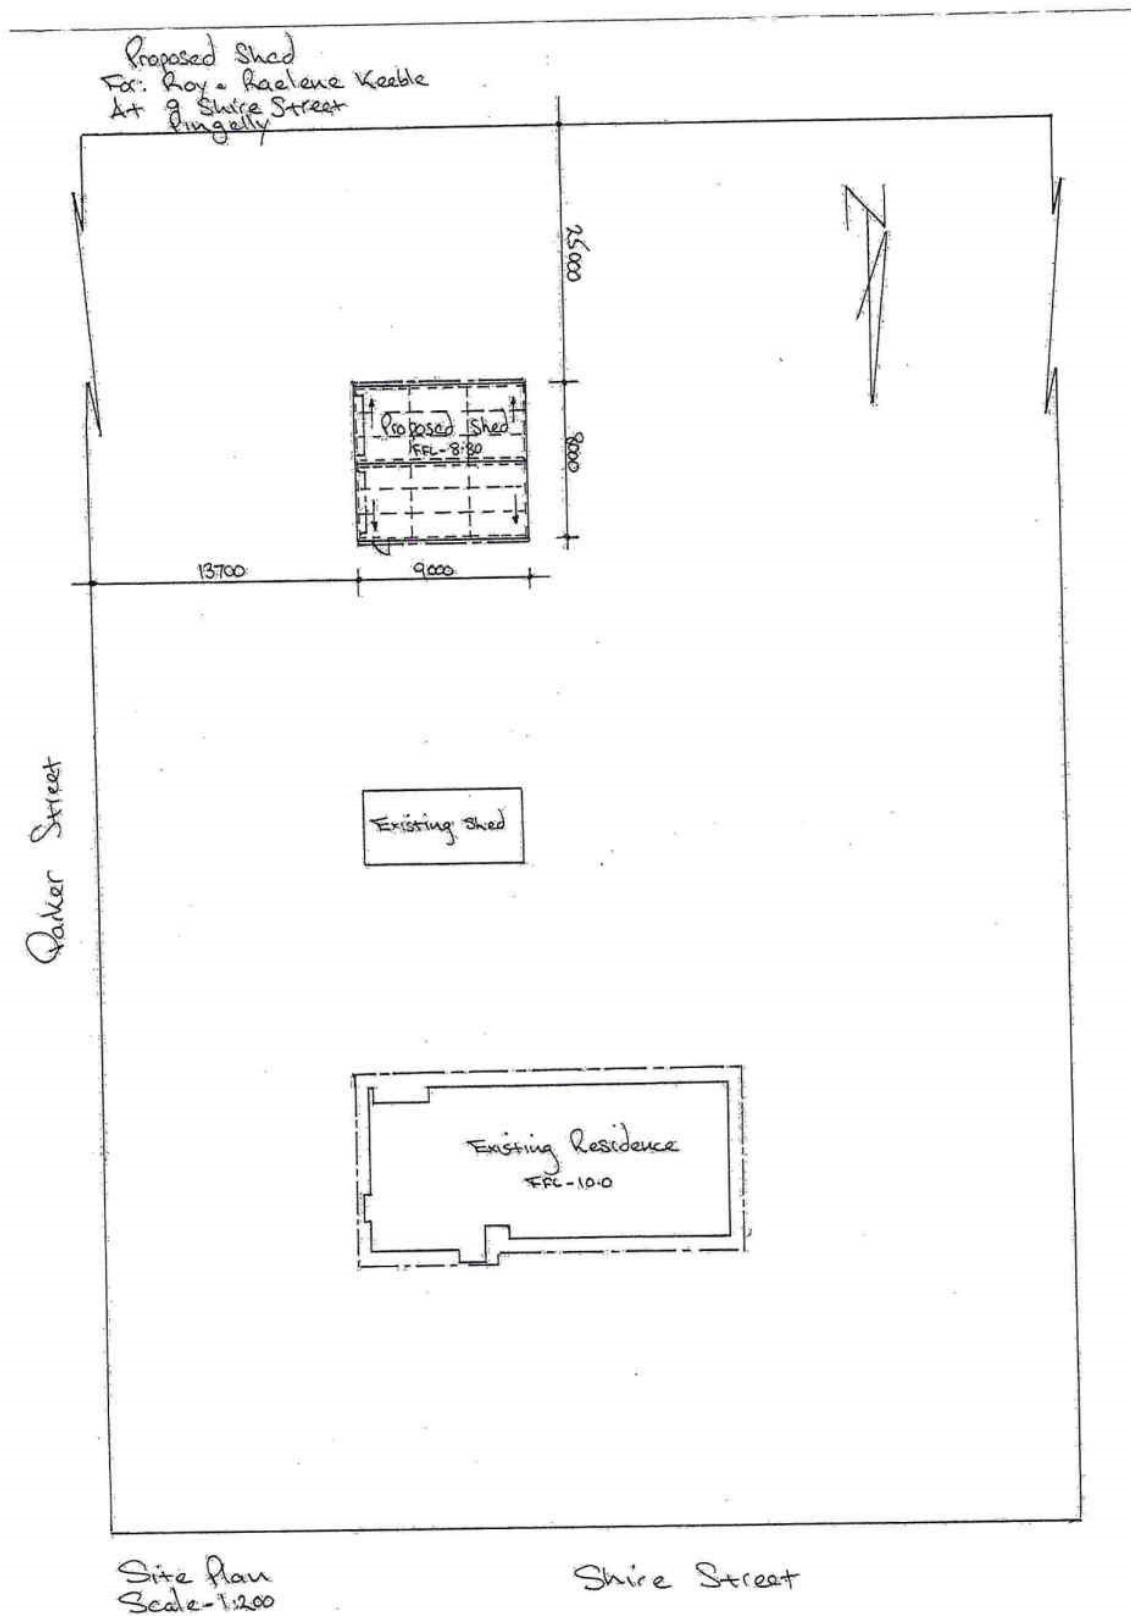 Proposed Shed
For: Roy & Raelene Keeble
At 9 Shire Street
Pingelly
N
25000
Proposed Shed
FFL-8.80
8000
13700
9000
Existing Shed
Parker Street
Existing Residence
FFL-10.0
Site Plan
Scale-1:200
Shire Street